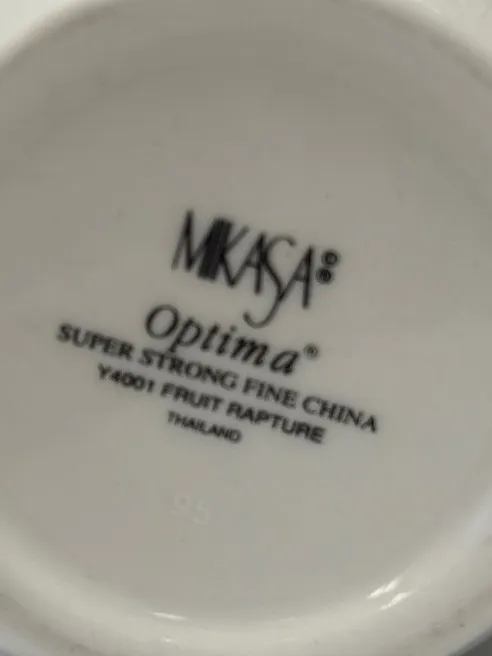 MIKASA®©
Optima®
SUPER STRONG FINE CHINA
Y4001 FRUIT RAPTURE
THAILAND